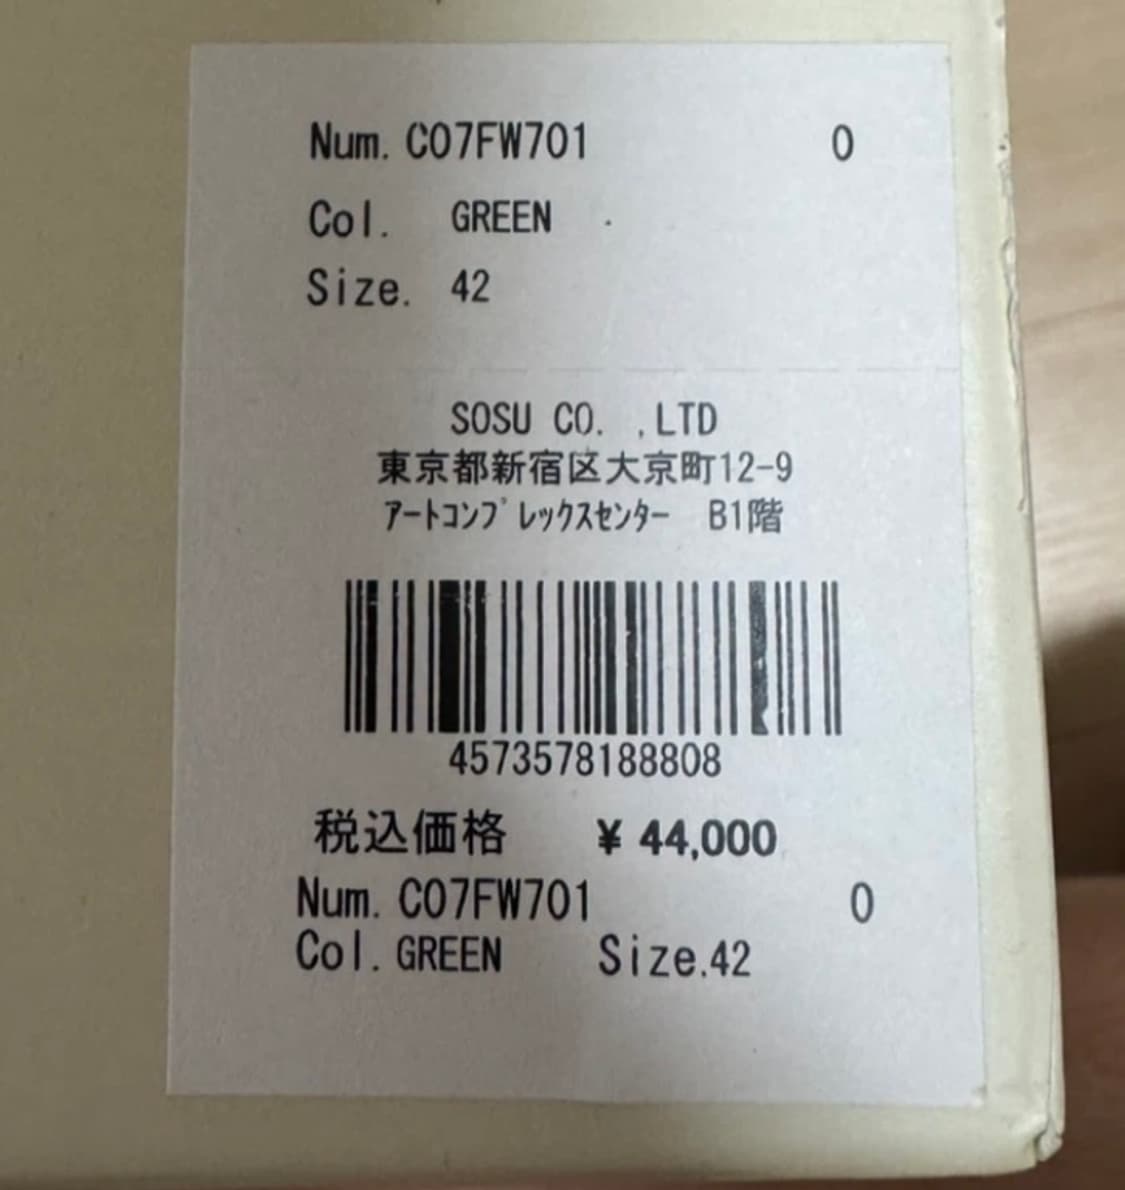 Num. C07FW701 0
Col. GREEN
Size. 42
SOSU CO. ,LTD
東京都新宿区大京町12-9
ｱｰﾄｺﾝﾌﾟﾚｯｸｽｾﾝﾀｰ B1階
4573578188808
税込価格 ¥ 44,000
Num. C07FW701 0
Col. GREEN Size.42